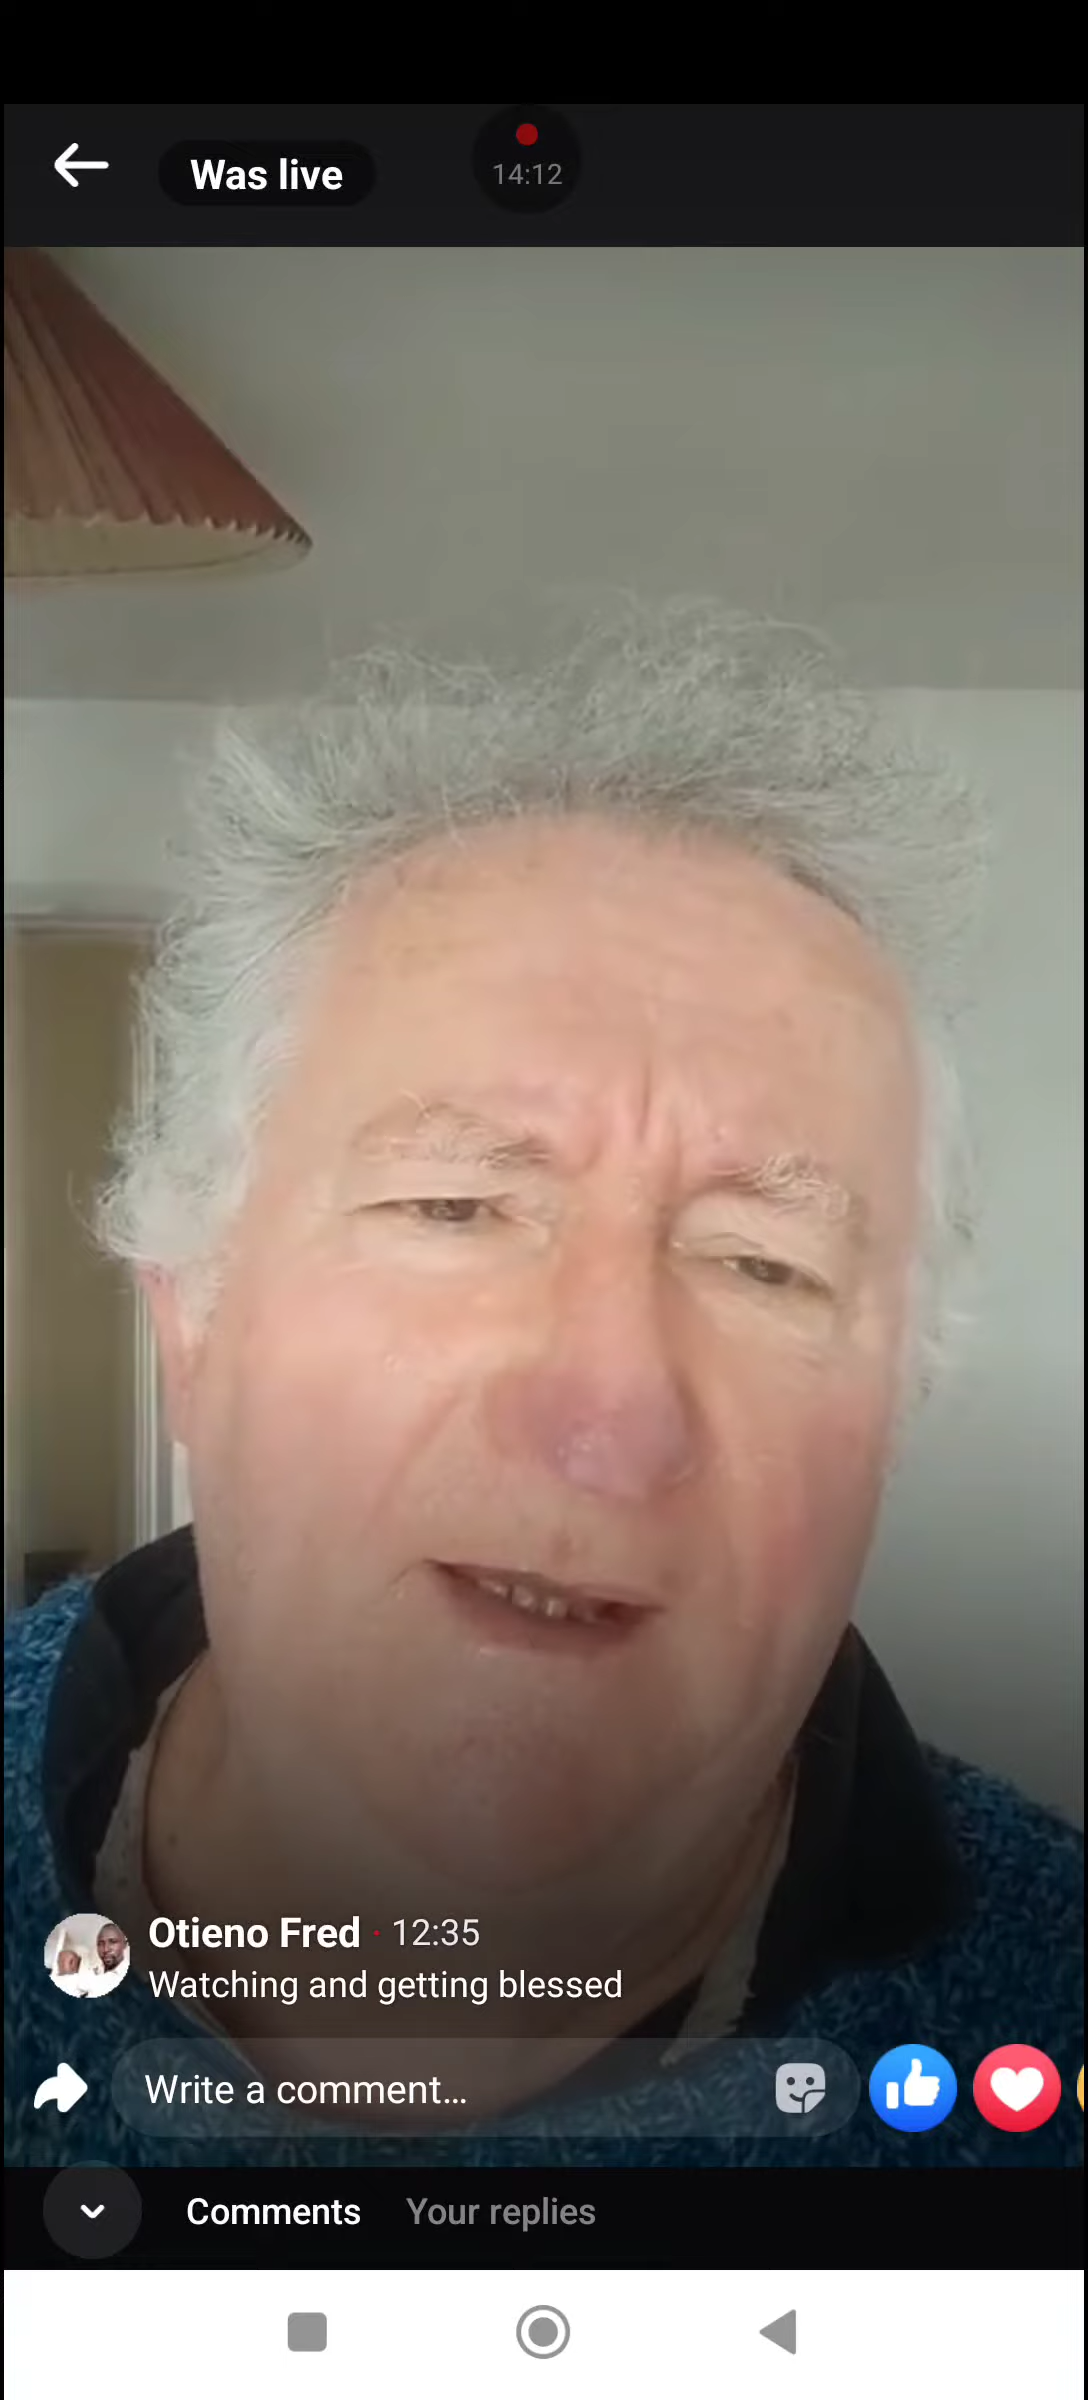 Was live
14:12
Otieno Fred · 12:35
Watching and getting blessed
Write a comment...
Comments
Your replies